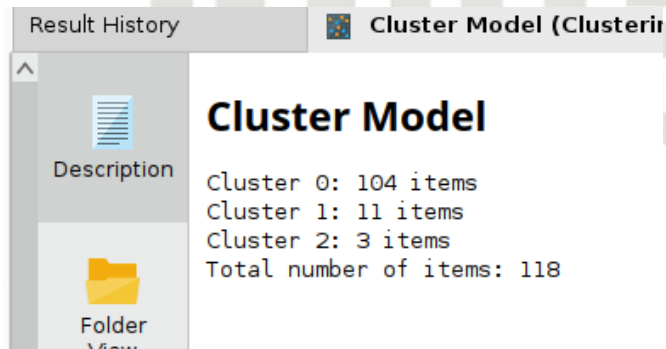 Result History
Cluster Model (Clusterin
Description
Folder
View
Cluster Model
Cluster 0: 104 items
Cluster 1: 11 items
Cluster 2: 3 items
Total number of items: 118